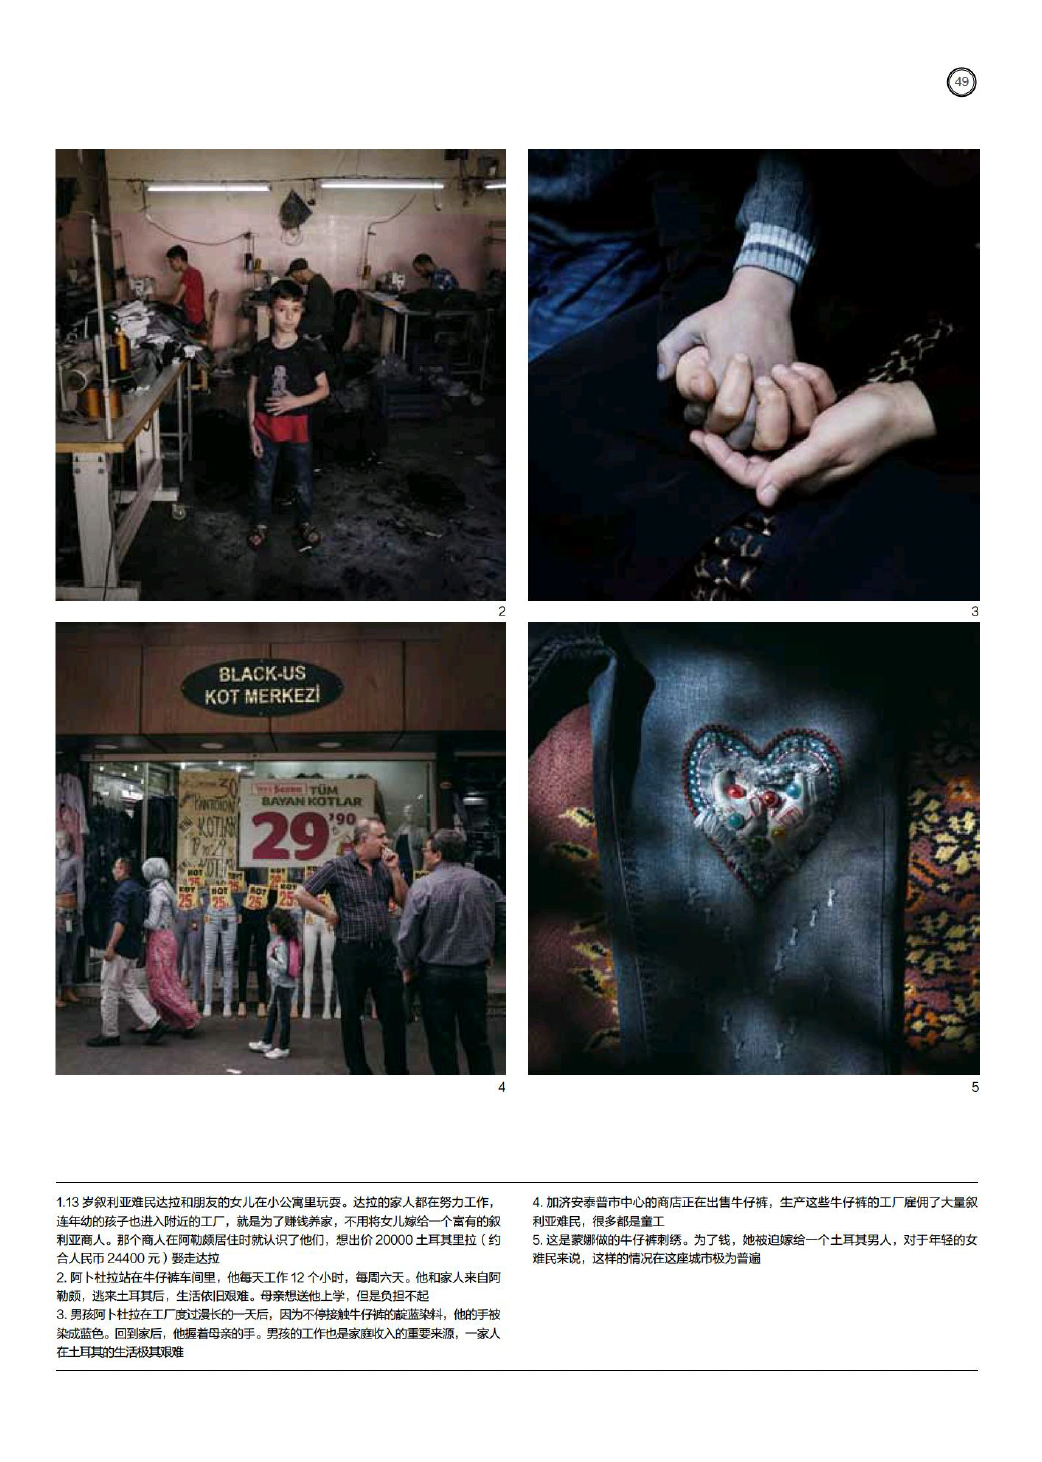 49
2
3
BLACK-US
KOT MERKEZİ
30
PANTOLON
TÜM
BAYAN KOTLAR
29'90
KOT
25
KOT
25
KOT
25
KOT
25
4
5
1.13 岁叙利亚难民达拉和朋友的女儿在小公寓里玩耍。达拉的家人都在努力工作，
连年幼的孩子也进入附近的工厂，就是为了赚钱养家，不用将女儿嫁给一个富有的叙
利亚商人。那个商人在阿勒颇居住时就认识了他们，想出价 20000 土耳其里拉（约
合人民币 24400 元）娶走达拉
2. 阿卜杜拉站在牛仔裤车间里，他每天工作 12 个小时，每周六天。他和家人来自阿
勒颇，逃来土耳其后，生活依旧艰难。母亲想送他上学，但是负担不起
3. 男孩阿卜杜拉在工厂度过漫长的一天后，因为不停接触牛仔裤的靛蓝染料，他的手被
染成蓝色。回到家后，他握着母亲的手。男孩的工作也是家庭收入的重要来源，一家人
在土耳其的生活极其艰难
4. 加济安泰普市中心的商店正在出售牛仔裤，生产这些牛仔裤的工厂雇佣了大量叙
利亚难民，很多都是童工
5. 这是蒙娜做的牛仔裤刺绣。为了钱，她被迫嫁给一个土耳其男人，对于年轻的女
难民来说，这样的情况在这座城市极为普遍